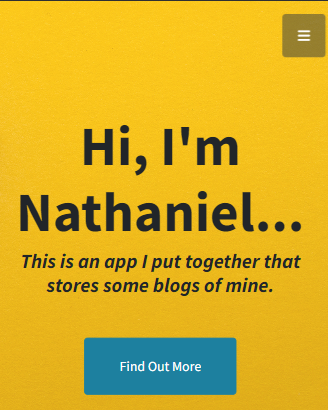 Hi, I'm
Nathaniel...
This is an app I put together that
stores some blogs of mine.
Find Out More